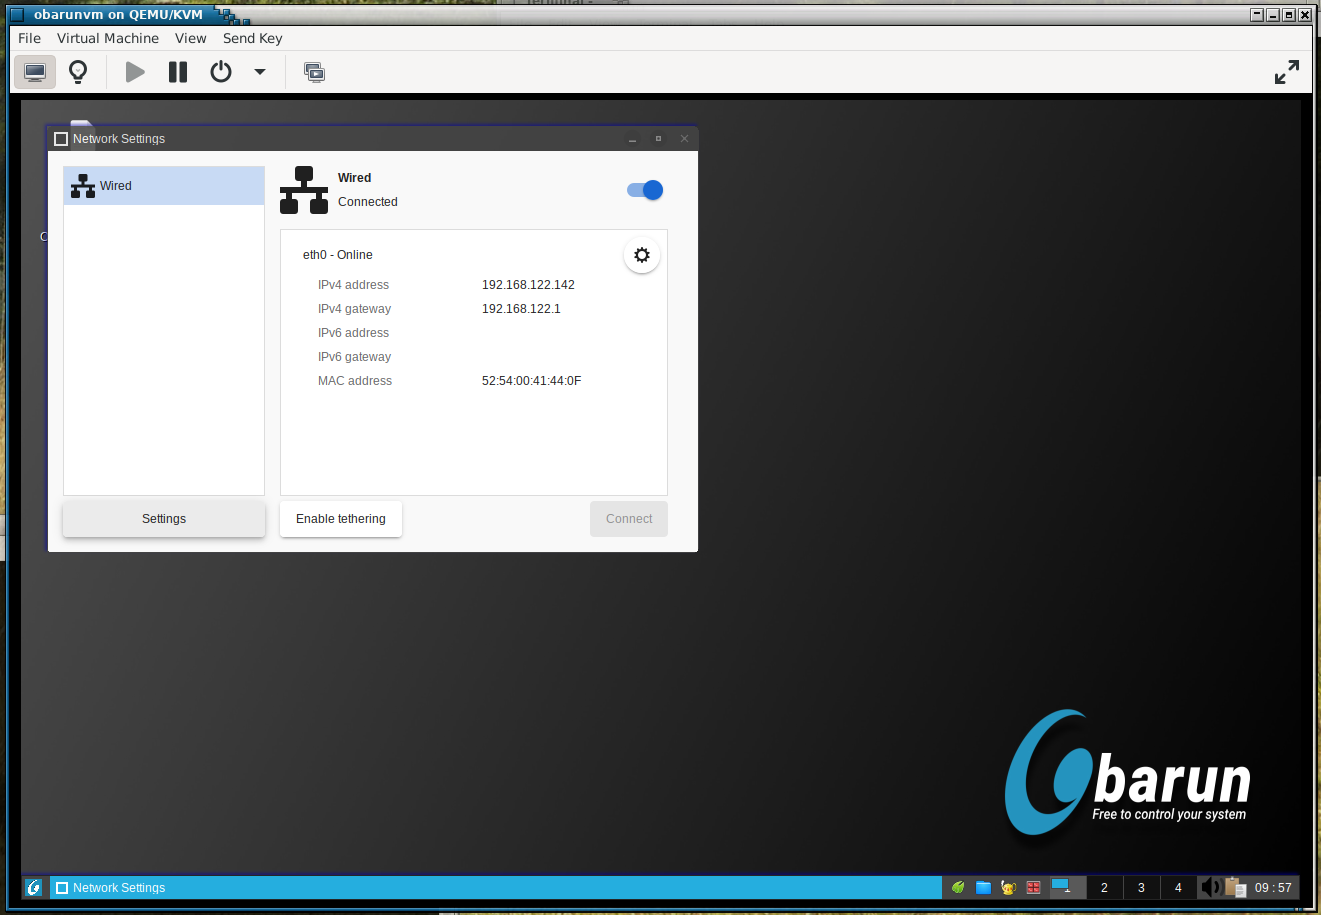 obarunvm on QEMU/KVM
File Virtual Machine View Send Key
Network Settings
Wired
Wired
Connected
eth0 - Online
IPv4 address 192.168.122.142
IPv4 gateway 192.168.122.1
IPv6 address
IPv6 gateway
MAC address 52:54:00:41:44:0F
Settings
Enable tethering
Connect
barun
Free to control your system
Network Settings
2 3 4 09 : 57